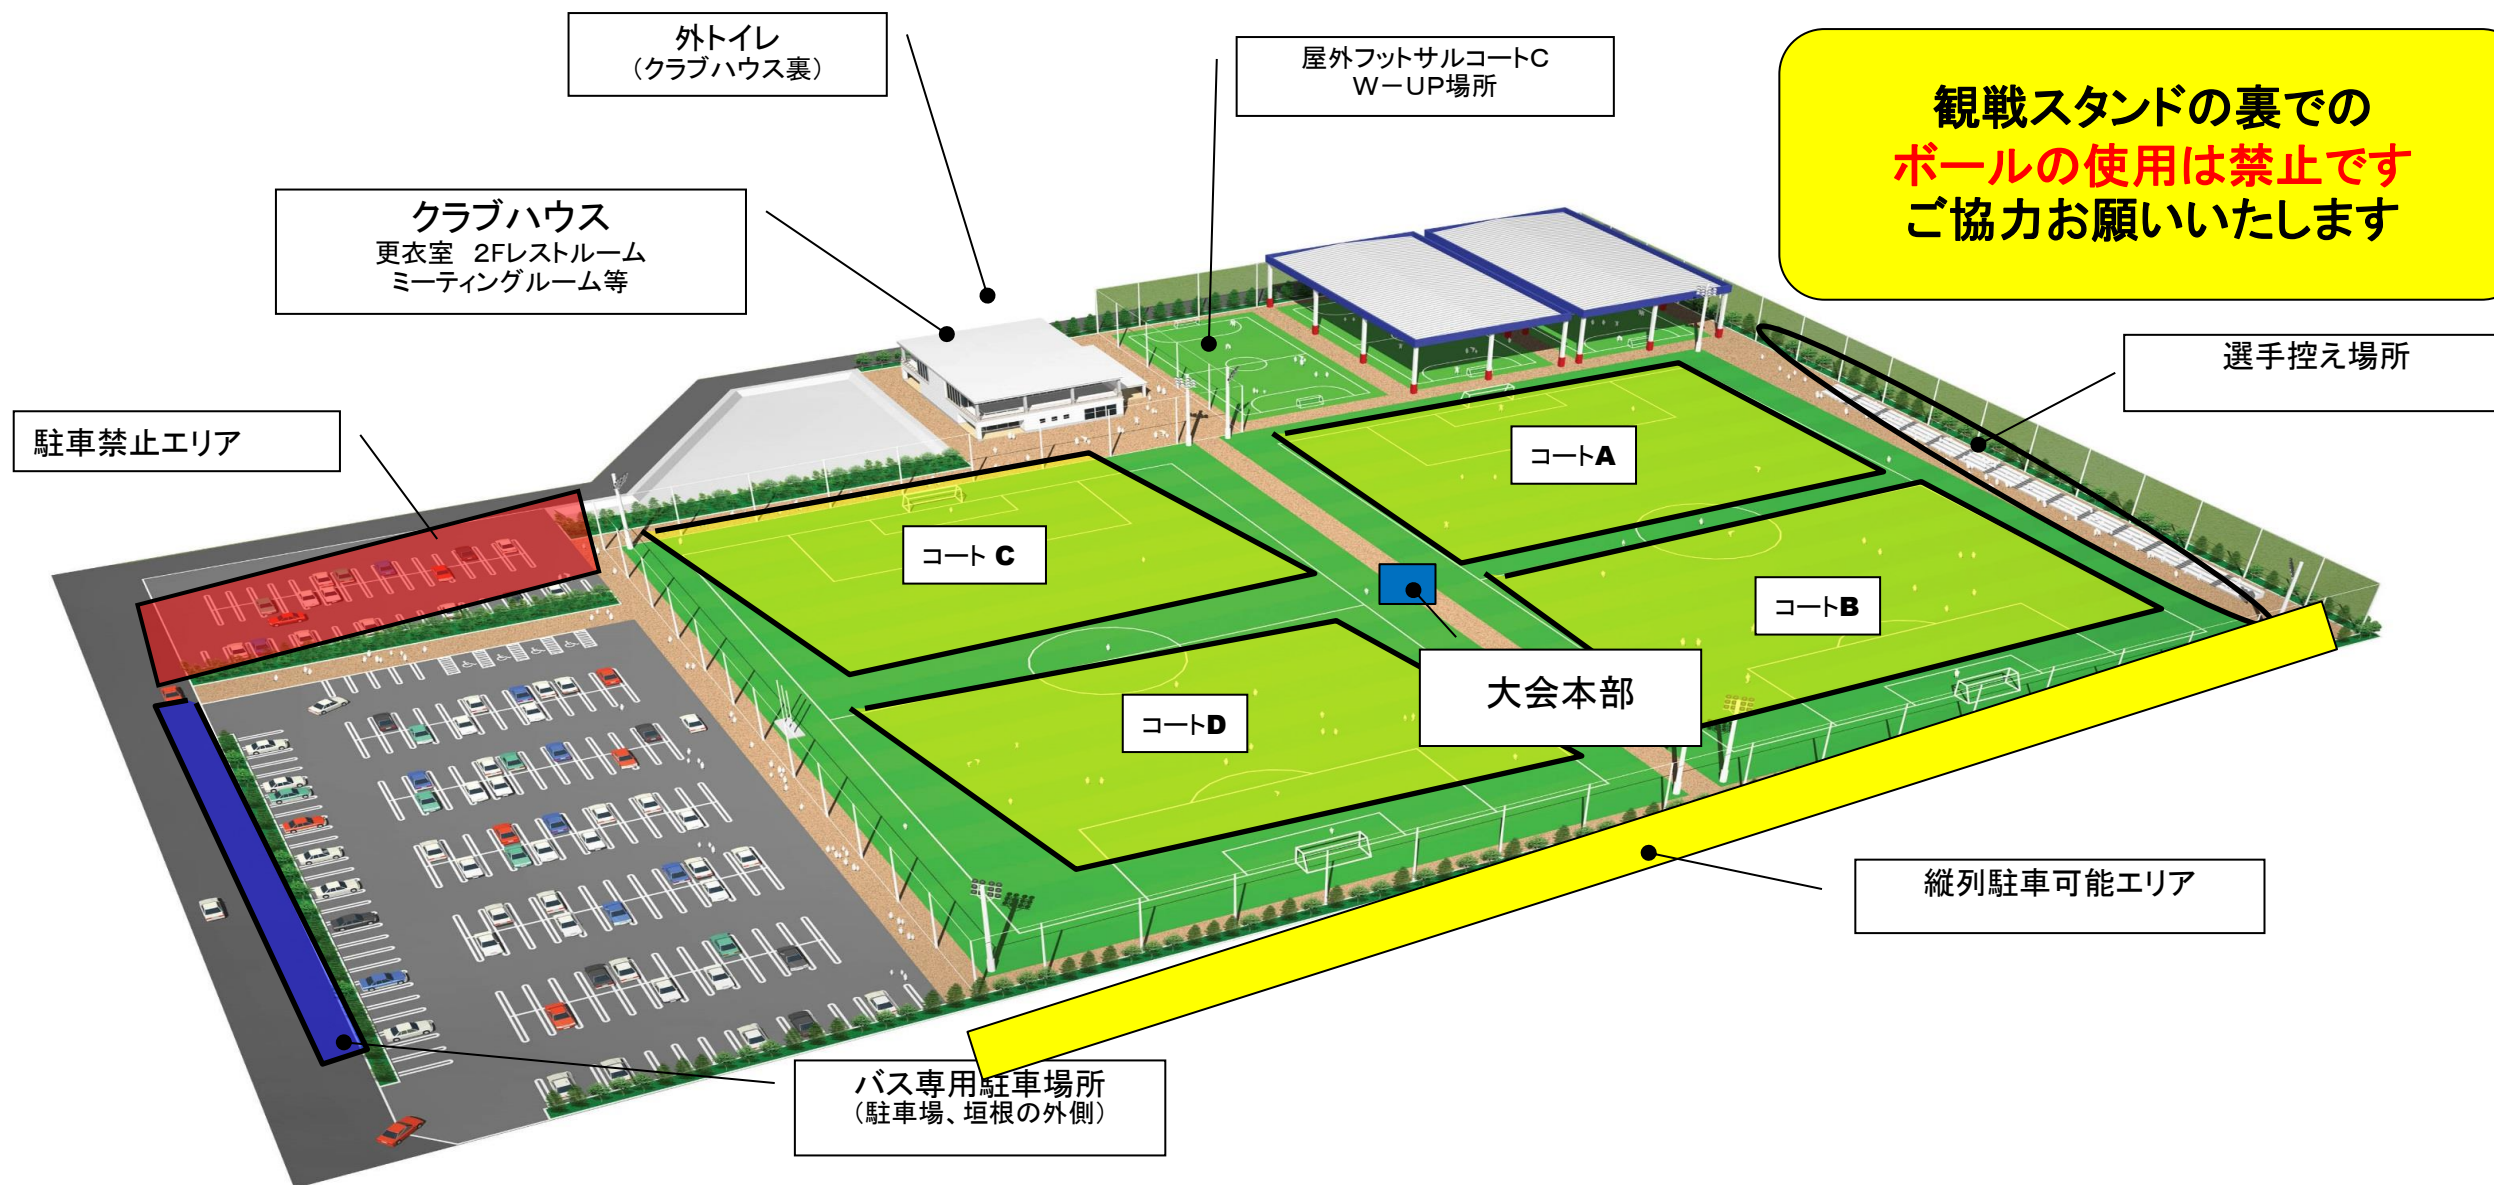 外トイレ
（クラブハウス裏）
屋外フットサルコートC
W－UP場所
観戦スタンドの裏での
ボールの使用は禁止です
ご協力お願いいたします
クラブハウス
更衣室　2Fレストルーム
ミーティングルーム等
選手控え場所
駐車禁止エリア
コートA
コート C
コートB
大会本部
コートD
縦列駐車可能エリア
バス専用駐車場所
（駐車場、垣根の外側）